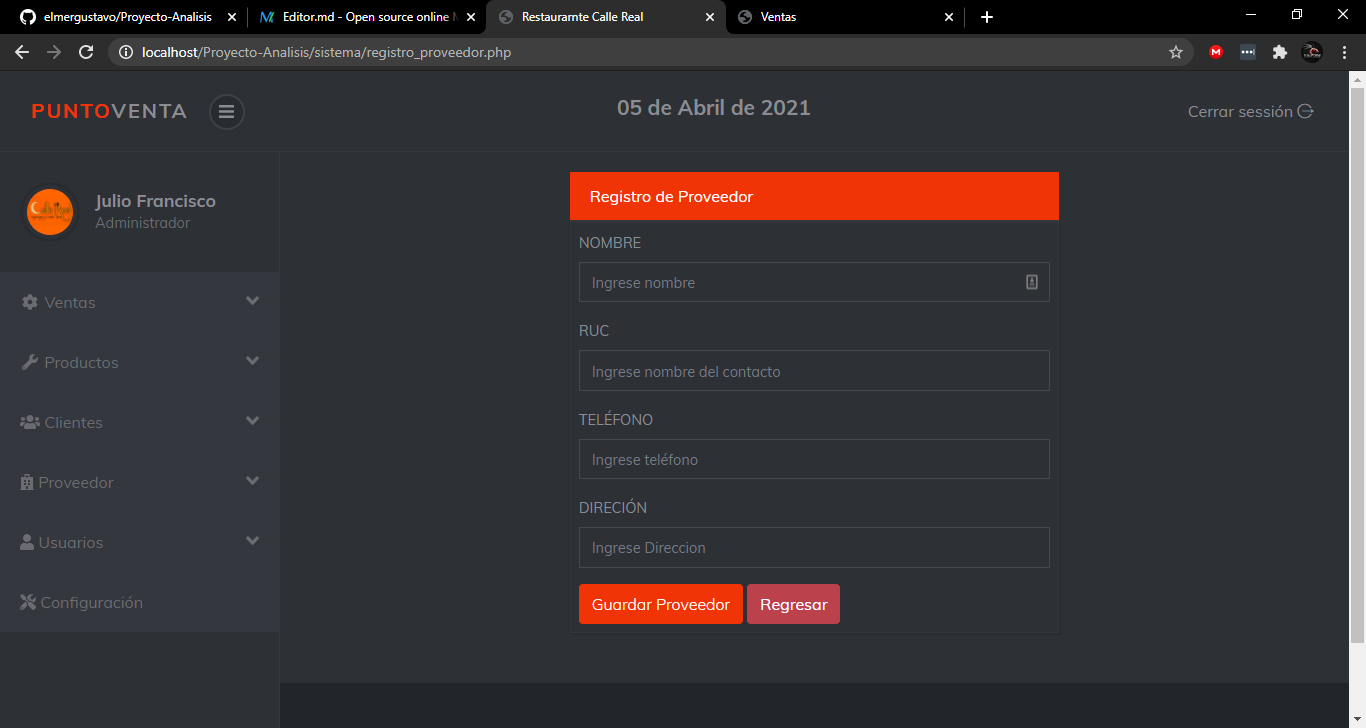 elmergustavo/Proyecto-Analisis
Editor.md - Open source online
Restaurarnte Calle Real
Ventas
localhost/Proyecto-Analisis/sistema/registro_proveedor.php
PUNTOVENTA
05 de Abril de 2021
Cerrar sessión
Julio Francisco
Administrador
Ventas
Productos
Clientes
Proveedor
Usuarios
Configuración
Registro de Proveedor
NOMBRE
Ingrese nombre
RUC
Ingrese nombre del contacto
TELÉFONO
Ingrese teléfono
DIRECIÓN
Ingrese Direccion
Guardar Proveedor
Regresar